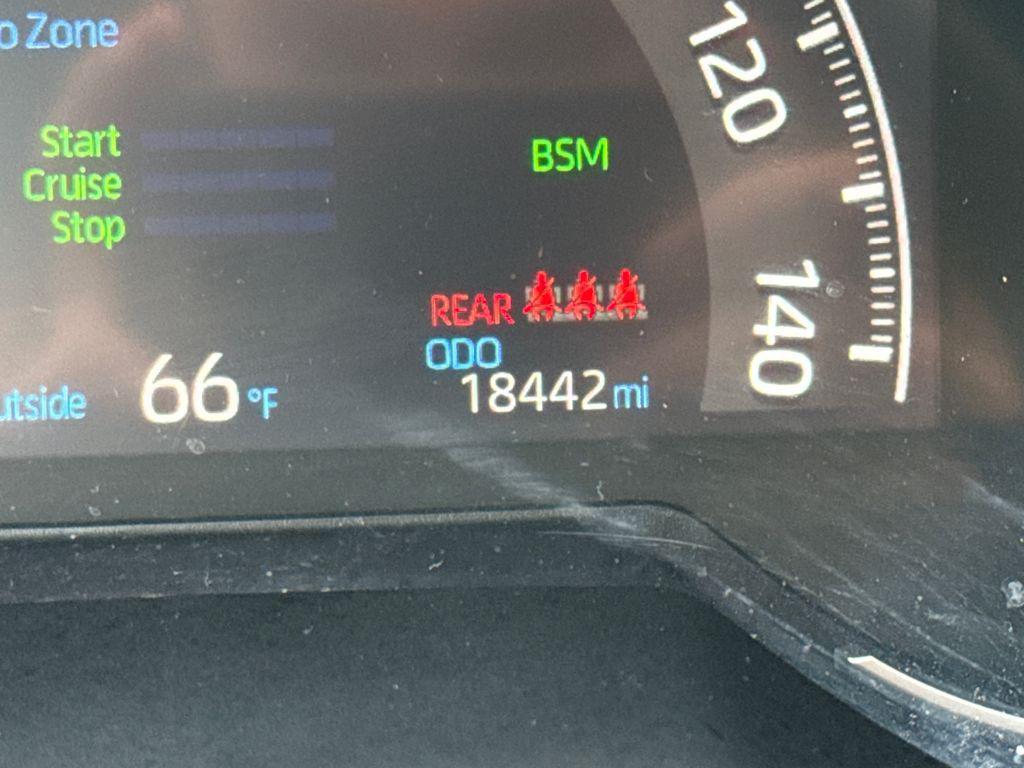 o Zone
Start
Cruise
Stop
BSM
REAR
ODO
18442 mi
utside 66 °F
120
140